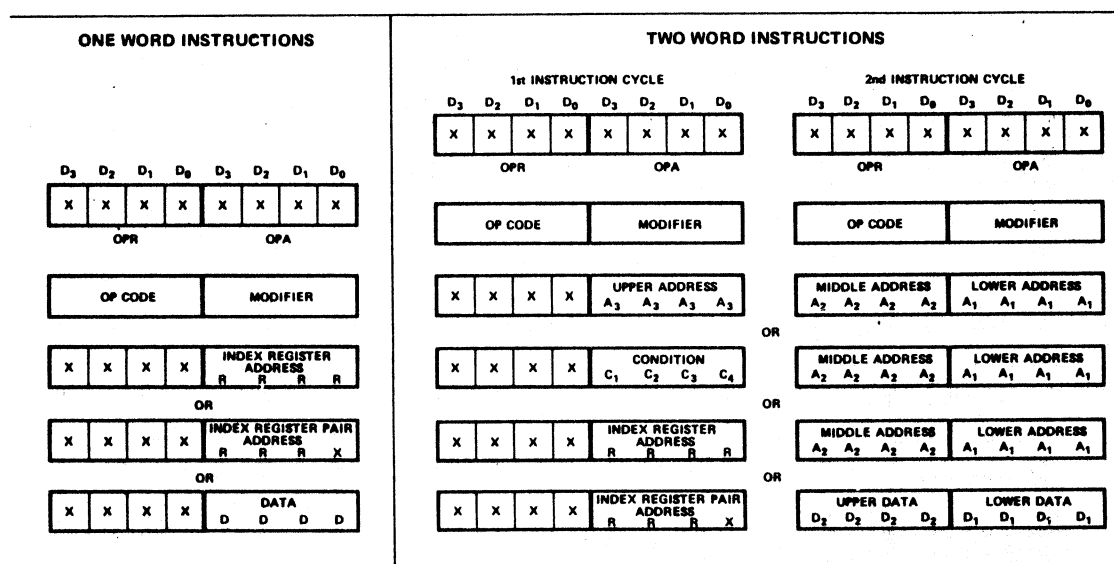 ONE WORD INSTRUCTIONS
D3 D2 D1 D0 D3 D2 D1 D0
X X X X X X X X
OPR OPA
OP CODE MODIFIER
X X X X INDEX REGISTER
ADDRESS
R R R R
OR
X X X X INDEX REGISTER PAIR
ADDRESS
R R R X
OR
X X X X DATA
D D D D
TWO WORD INSTRUCTIONS
1st INSTRUCTION CYCLE 2nd INSTRUCTION CYCLE
D3 D2 D1 D0 D3 D2 D1 D0 D3 D2 D1 D0 D3 D2 D1 D0
X X X X X X X X X X X X X X X X
OPR OPA OPR OPA
OP CODE MODIFIER OP CODE MODIFIER
X X X X UPPER ADDRESS MIDDLE ADDRESS LOWER ADDRESS
A3 A3 A3 A3 A2 A2 A2 A2 A1 A1 A1 A1
OR
X X X X CONDITION MIDDLE ADDRESS LOWER ADDRESS
C1 C2 C3 C4 A2 A2 A2 A2 A1 A1 A1 A1
OR
X X X X INDEX REGISTER MIDDLE ADDRESS LOWER ADDRESS
ADDRESS
R R R R A2 A2 A2 A2 A1 A1 A1 A1
OR
X X X X INDEX REGISTER PAIR UPPER DATA LOWER DATA
ADDRESS
R R R X D2 D2 D2 D2 D1 D1 D1 D1